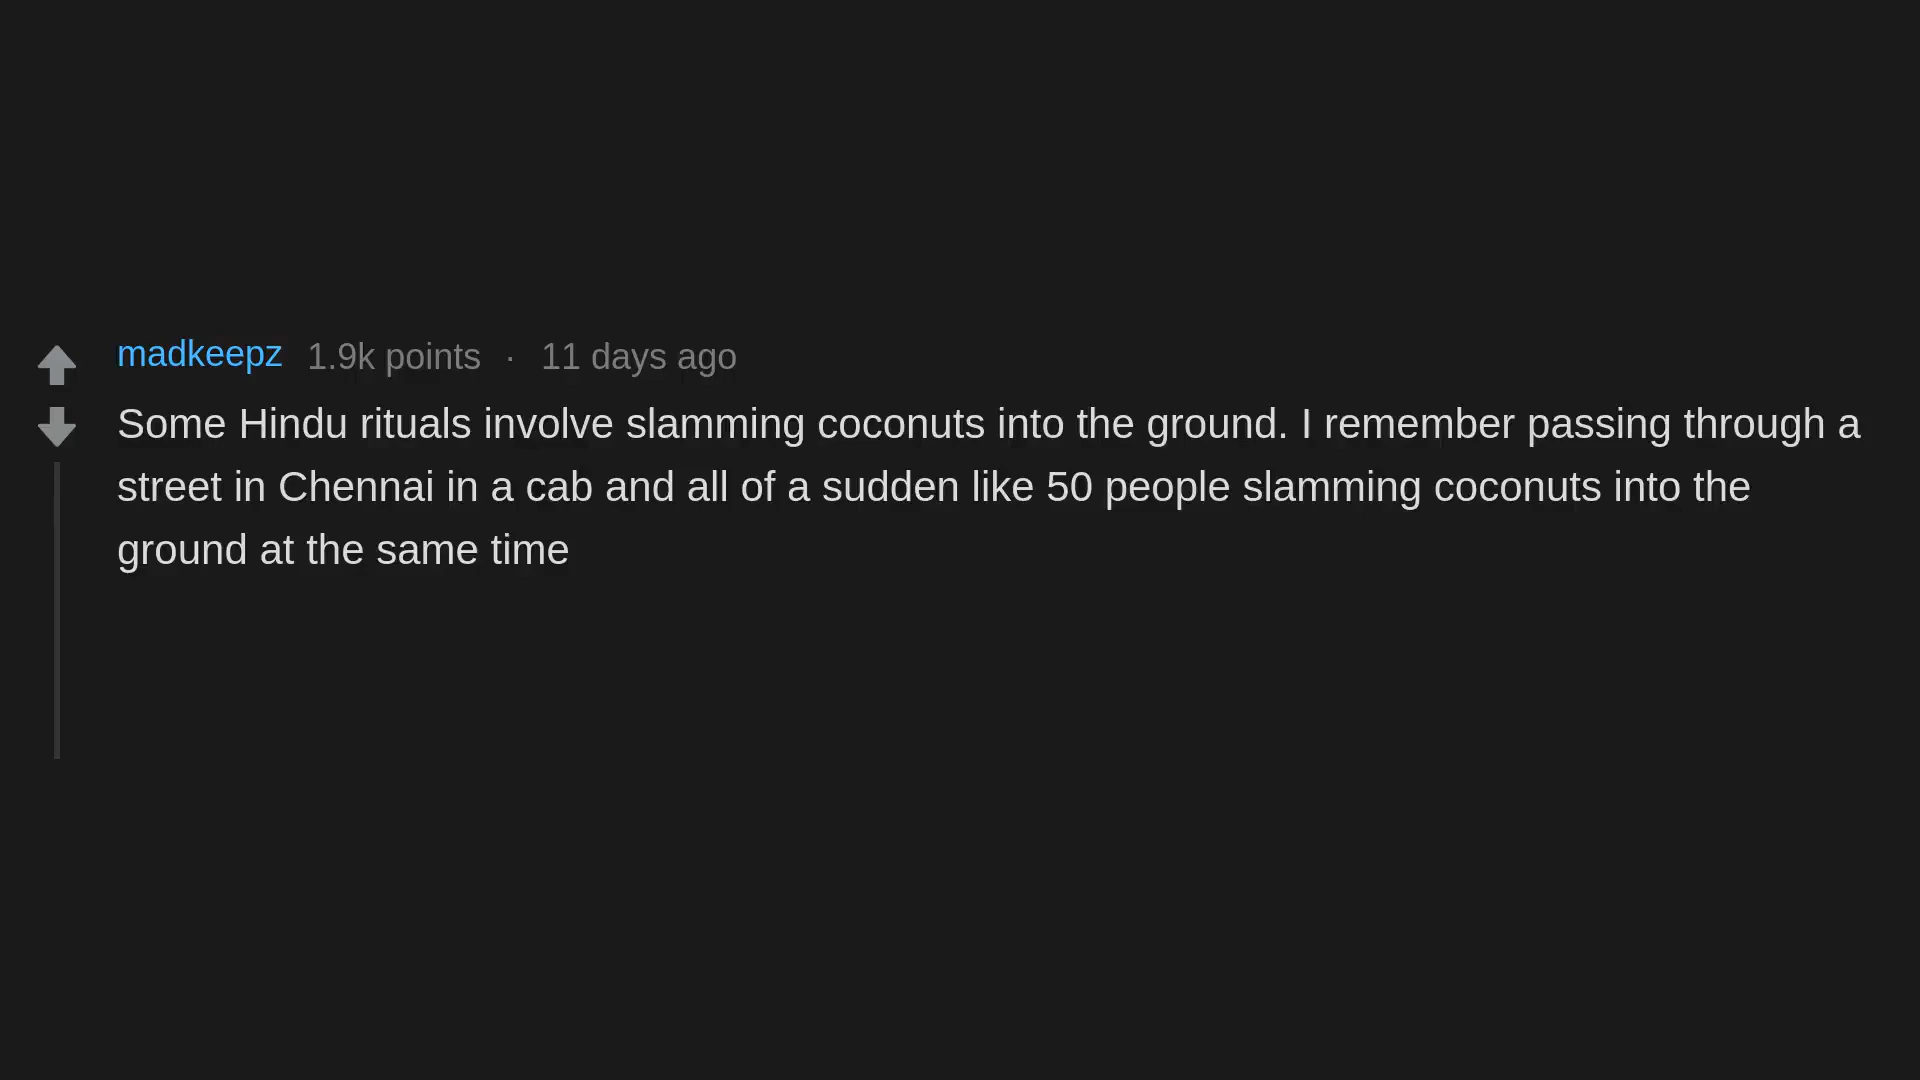 madkeepz 1.9k points · 11 days ago
Some Hindu rituals involve slamming coconuts into the ground. I remember passing through a
street in Chennai in a cab and all of a sudden like 50 people slamming coconuts into the
ground at the same time